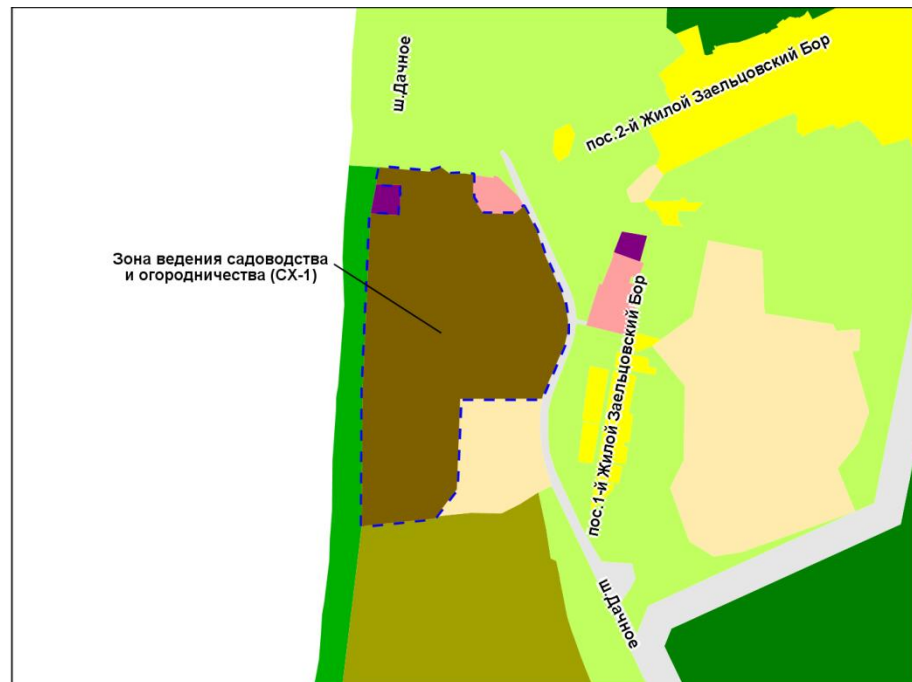 ш.Дачное
пос.2-й Жилой Заельцовский Бор
Зона ведения садоводства
и огородничества (СХ-1)
пос.1-й Жилой Заельцовский Бор
ш.Дачное